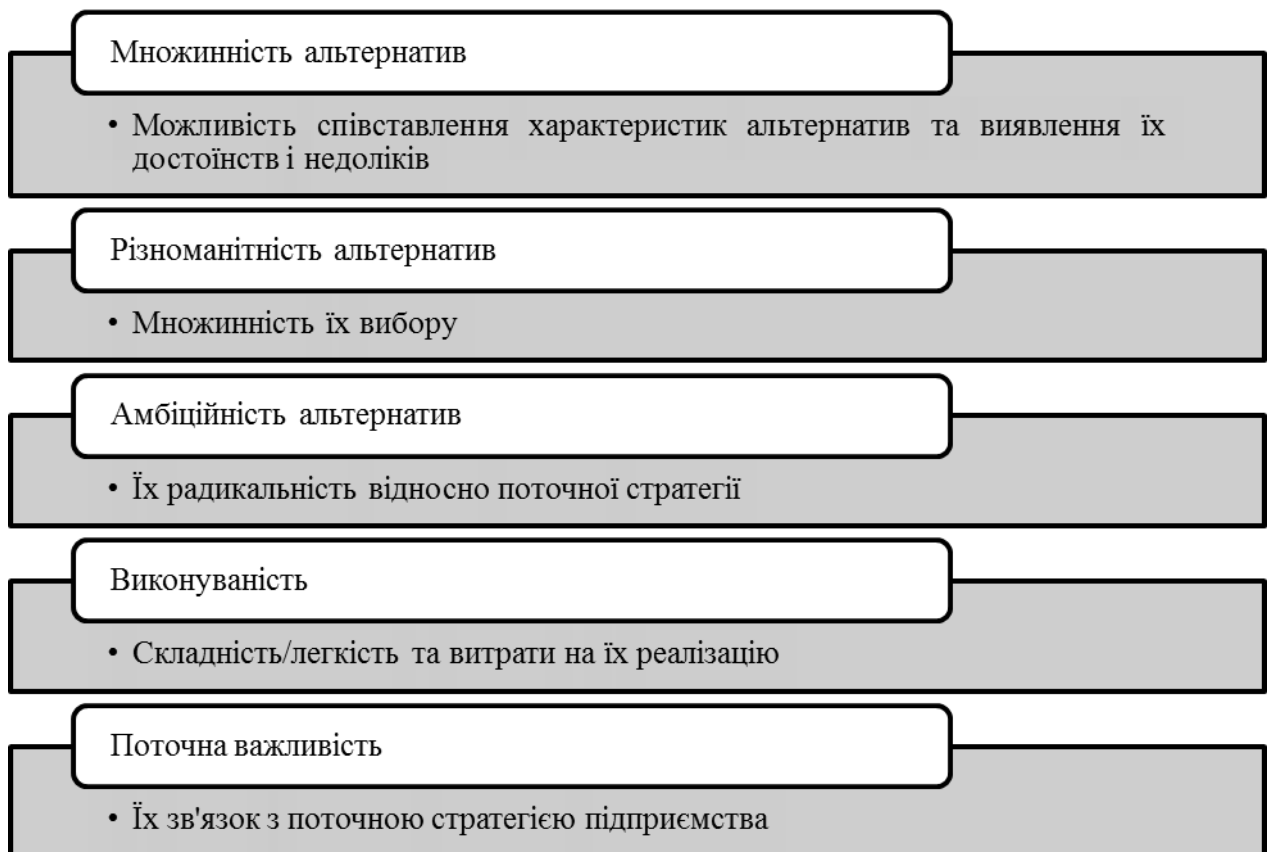 Множинність альтернатив
• Можливість співставлення характеристик альтернатив та виявлення їх
достоїнств і недоліків
Різноманітність альтернатив
• Множинність їх вибору
Амбіційність альтернатив
• Їх радикальність відносно поточної стратегії
Виконуваність
• Складність/легкість та витрати на їх реалізацію
Поточна важливість
• Їх зв'язок з поточною стратегією підприємства